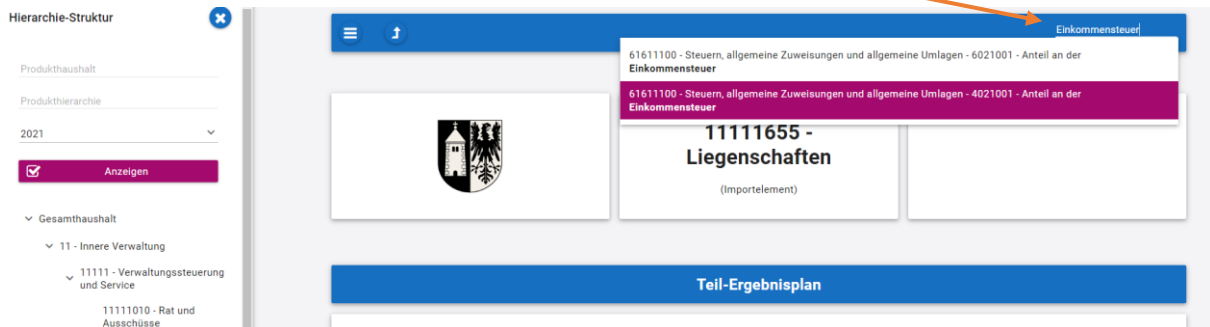 Hierarchie-Struktur
Produkthaushalt
Produkthierarchie
2021
Anzeigen
Gesamthaushalt
11 - Innere Verwaltung
11111 - Verwaltungssteuerung
und Service
11111010 - Rat und
Ausschüsse
Einkommensteuer
61611100 - Steuern, allgemeine Zuweisungen und allgemeine Umlagen - 6021001 - Anteil an der
Einkommensteuer
61611100 - Steuern, allgemeine Zuweisungen und allgemeine Umlagen - 4021001 - Anteil an der
Einkommensteuer
11111655 -
Liegenschaften
(Importelement)
Teil-Ergebnisplan